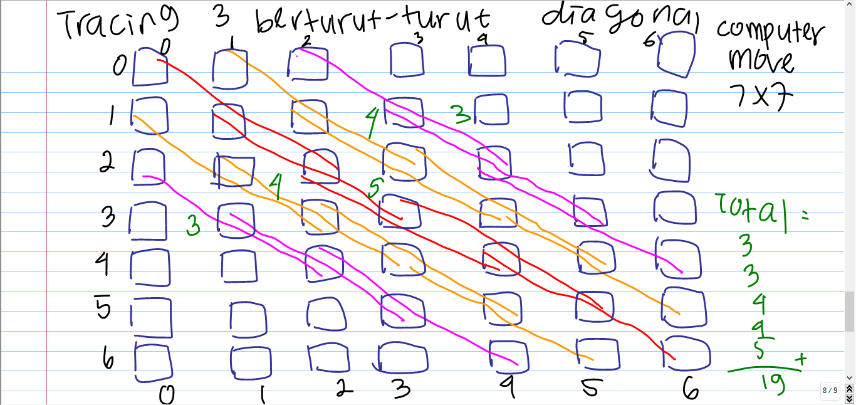 Tracing 3 berturut-turut diagonal
computer
move
7x7
0 1 2 3 4 5 6
0
1 4 3
2 4 5
3 3
4
5
6
0 1 2 3 4 5 6
Total =
3
3
4
4
5 +
19
8 / 9